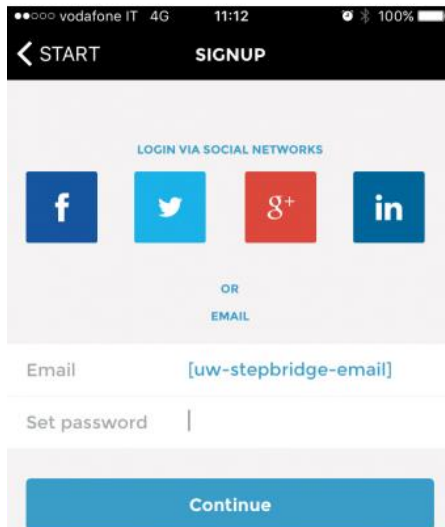 vodafone IT 4G 11:12 100%
START SIGNUP
LOGIN VIA SOCIAL NETWORKS
f g+ in
OR
EMAIL
Email [uw-stepbridge-email]
Set password
Continue